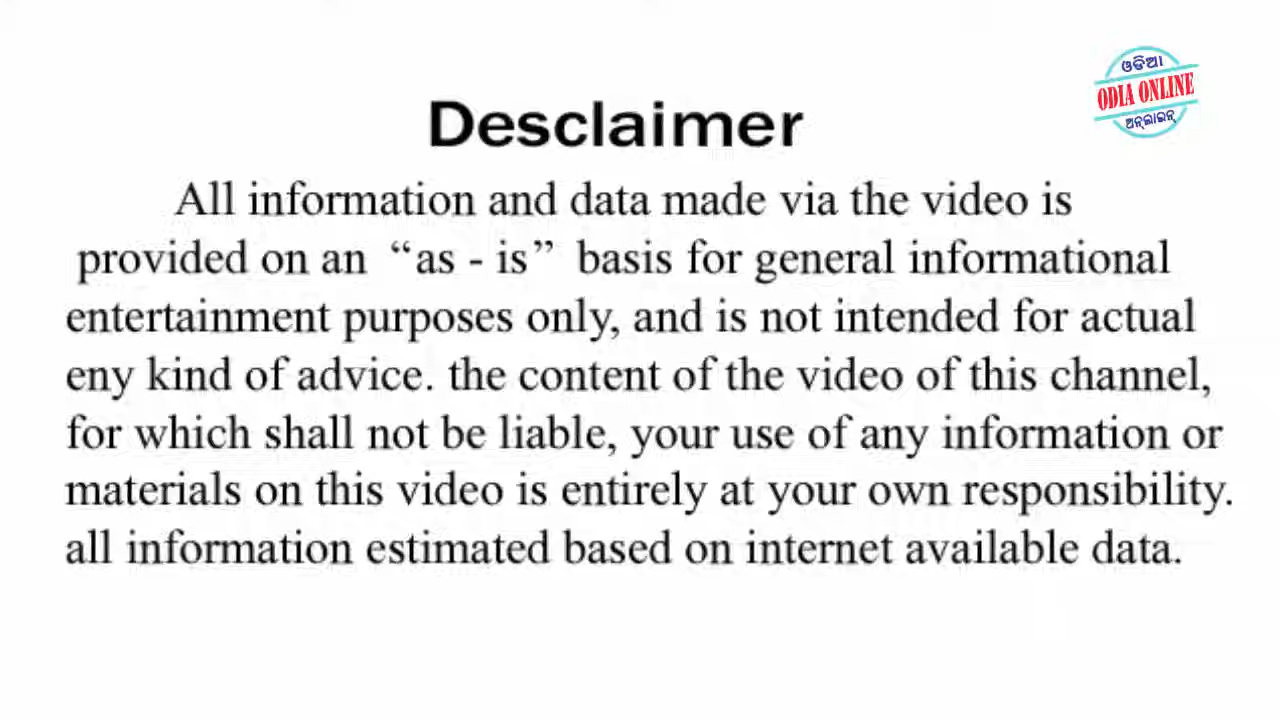 ଓଡିଆ
ODIA ONLINE
ଅନ୍‌ଲାଇନ୍
Desclaimer
All information and data made via the video is
provided on an “as - is” basis for general informational
entertainment purposes only, and is not intended for actual
eny kind of advice. the content of the video of this channel,
for which shall not be liable, your use of any information or
materials on this video is entirely at your own responsibility.
all information estimated based on internet available data.